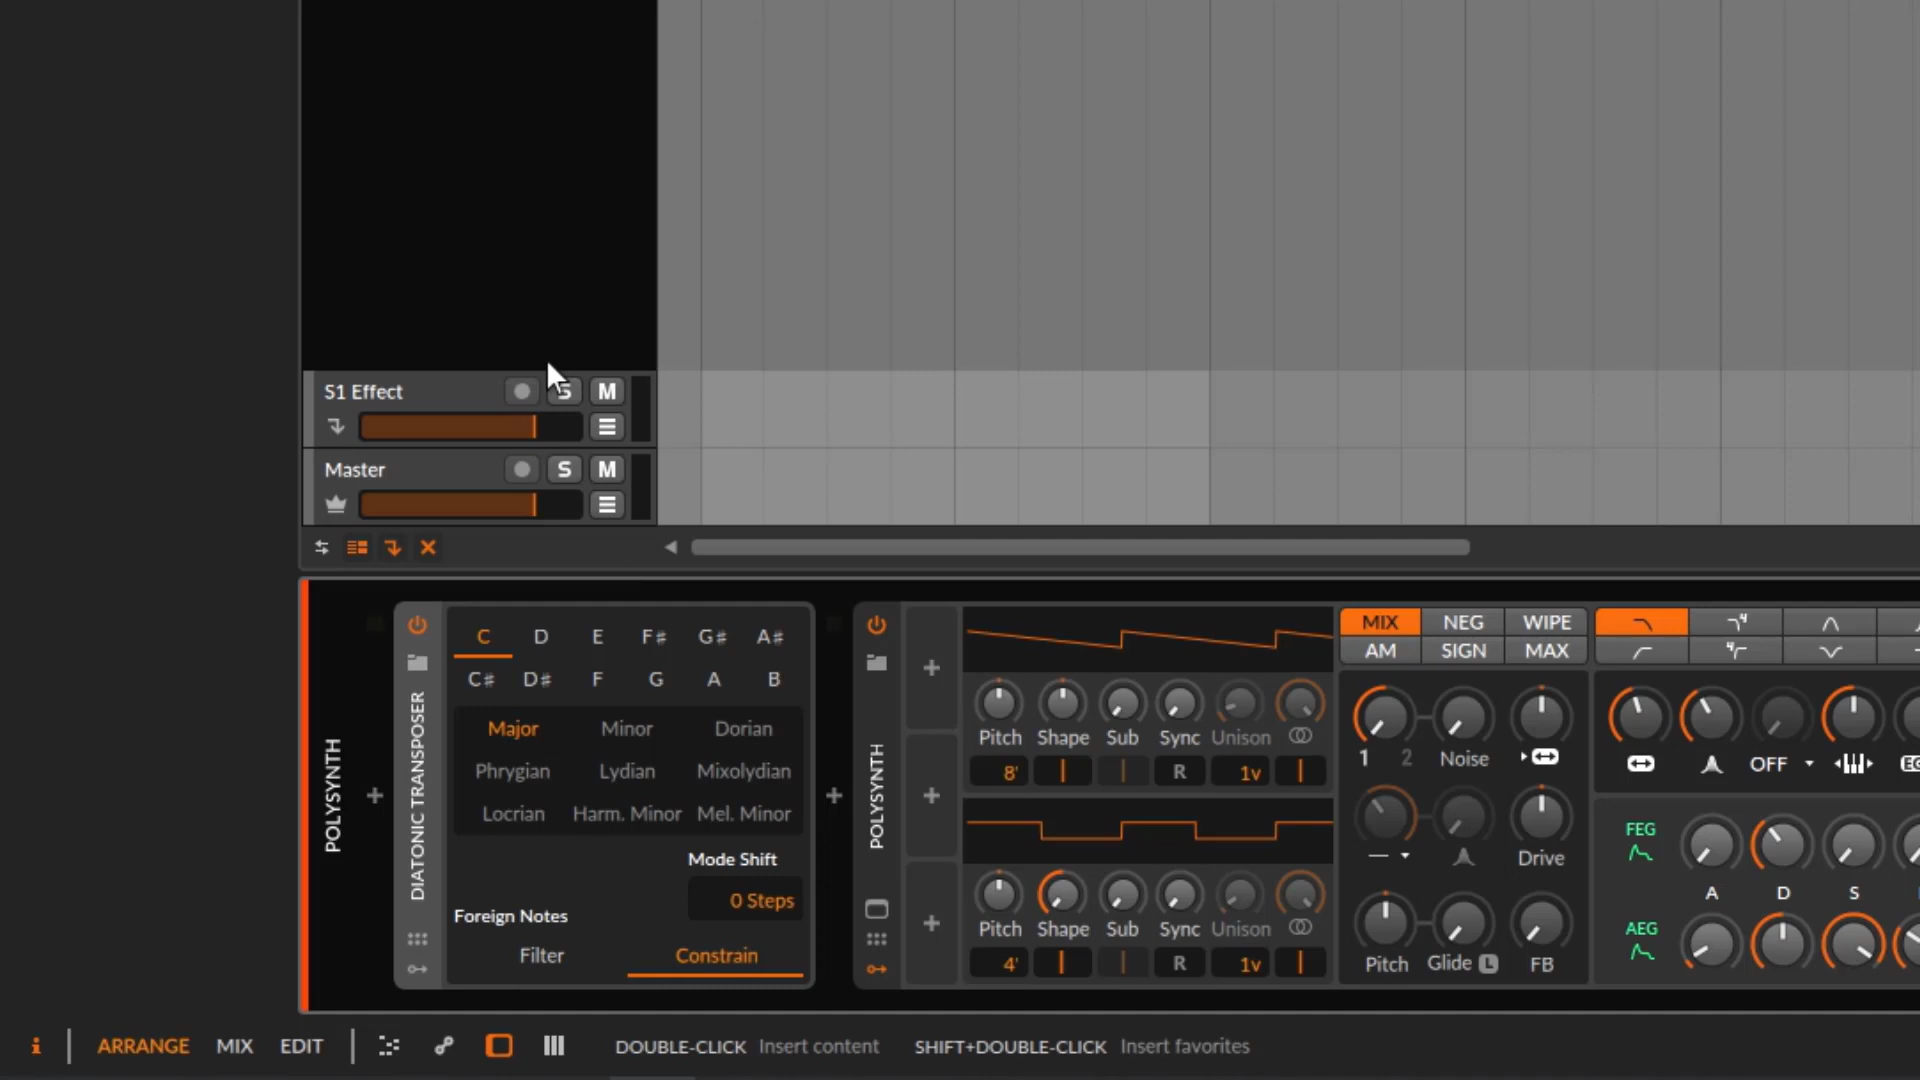 S1 Effect S M
Master S M
POLYSYNTH
DIATONIC TRANSPOSER
C D E F♯ G♯ A♯
C♯ D♯ F G A B
Major Minor Dorian
Phrygian Lydian Mixolydian
Locrian Harm. Minor Mel. Minor
Mode Shift
0 Steps
Foreign Notes
Filter Constrain
POLYSYNTH
Pitch Shape Sub Sync Unison
8' R 1v
Pitch Shape Sub Sync Unison
4' R 1v
MIX NEG WIPE
AM SIGN MAX
1 2 Noise
Drive
Pitch Glide L FB
4
4
OFF
FEG
A D S
AEG
i ARRANGE MIX EDIT DOUBLE-CLICK Insert content SHIFT+DOUBLE-CLICK Insert favorites